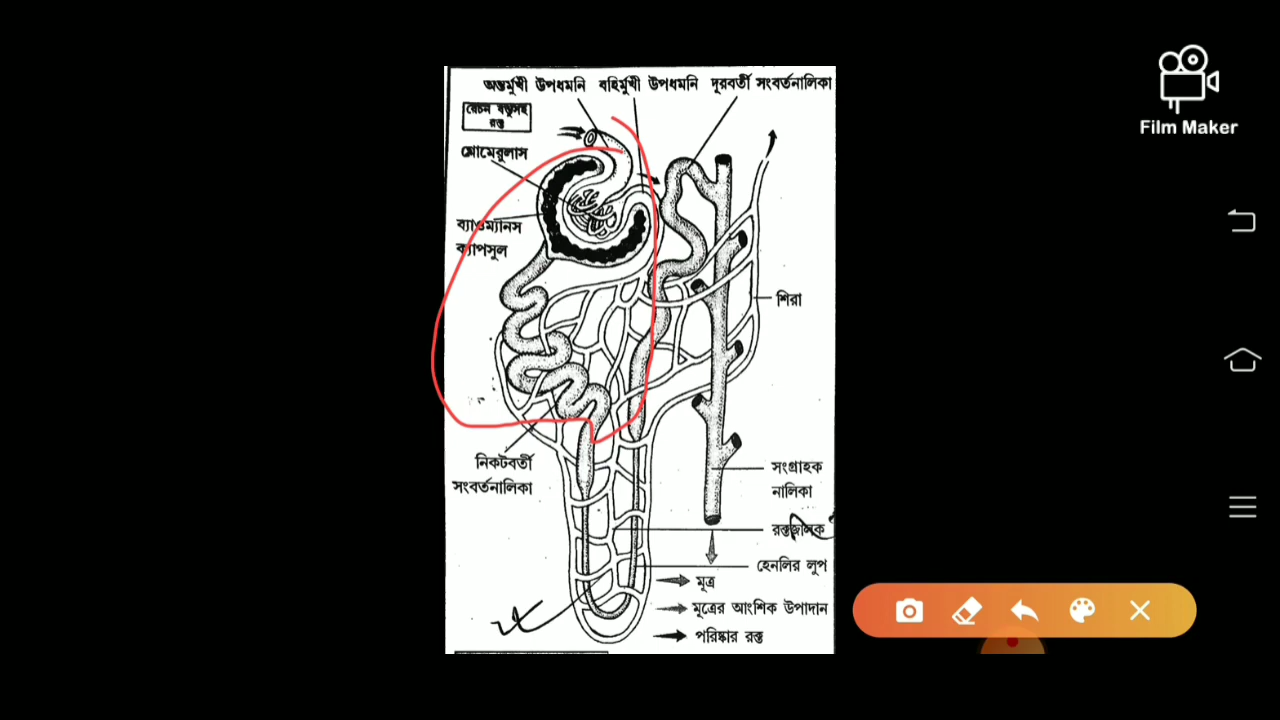 অন্তর্মুখী উপধমনি বহির্মুখী উপধমনি দূরবর্তী সংবর্তনালিকা
রেচন বস্তুসহ
রক্ত
গ্লোমেরুলাস
ব্যাওম্যানস
ক্যাপসুল
শিরা
নিকটবর্তী
সংবর্তনালিকা
সংগ্রাহক
নালিকা
রক্তজালক
হেনলির লুপ
মূত্র
মূত্রের আংশিক উপাদান
পরিষ্কার রক্ত
Film Maker